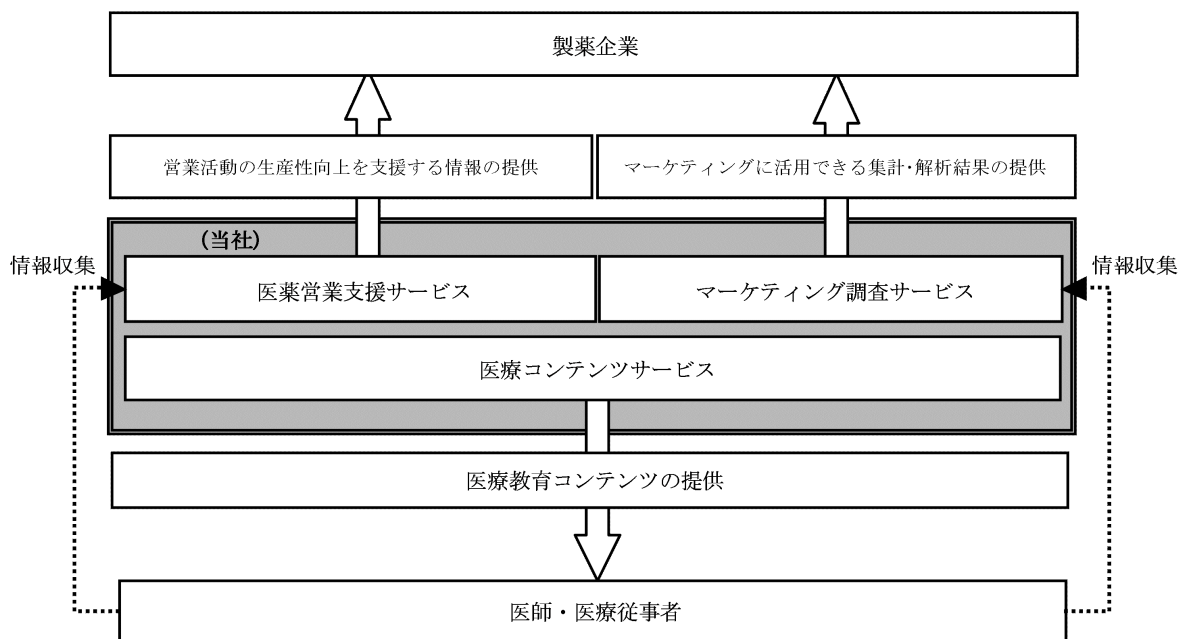 製薬企業
営業活動の生産性向上を支援する情報の提供
マーケティングに活用できる集計・解析結果の提供
(当社)
情報収集
情報収集
医薬営業支援サービス
マーケティング調査サービス
医療コンテンツサービス
医療教育コンテンツの提供
医師・医療従事者